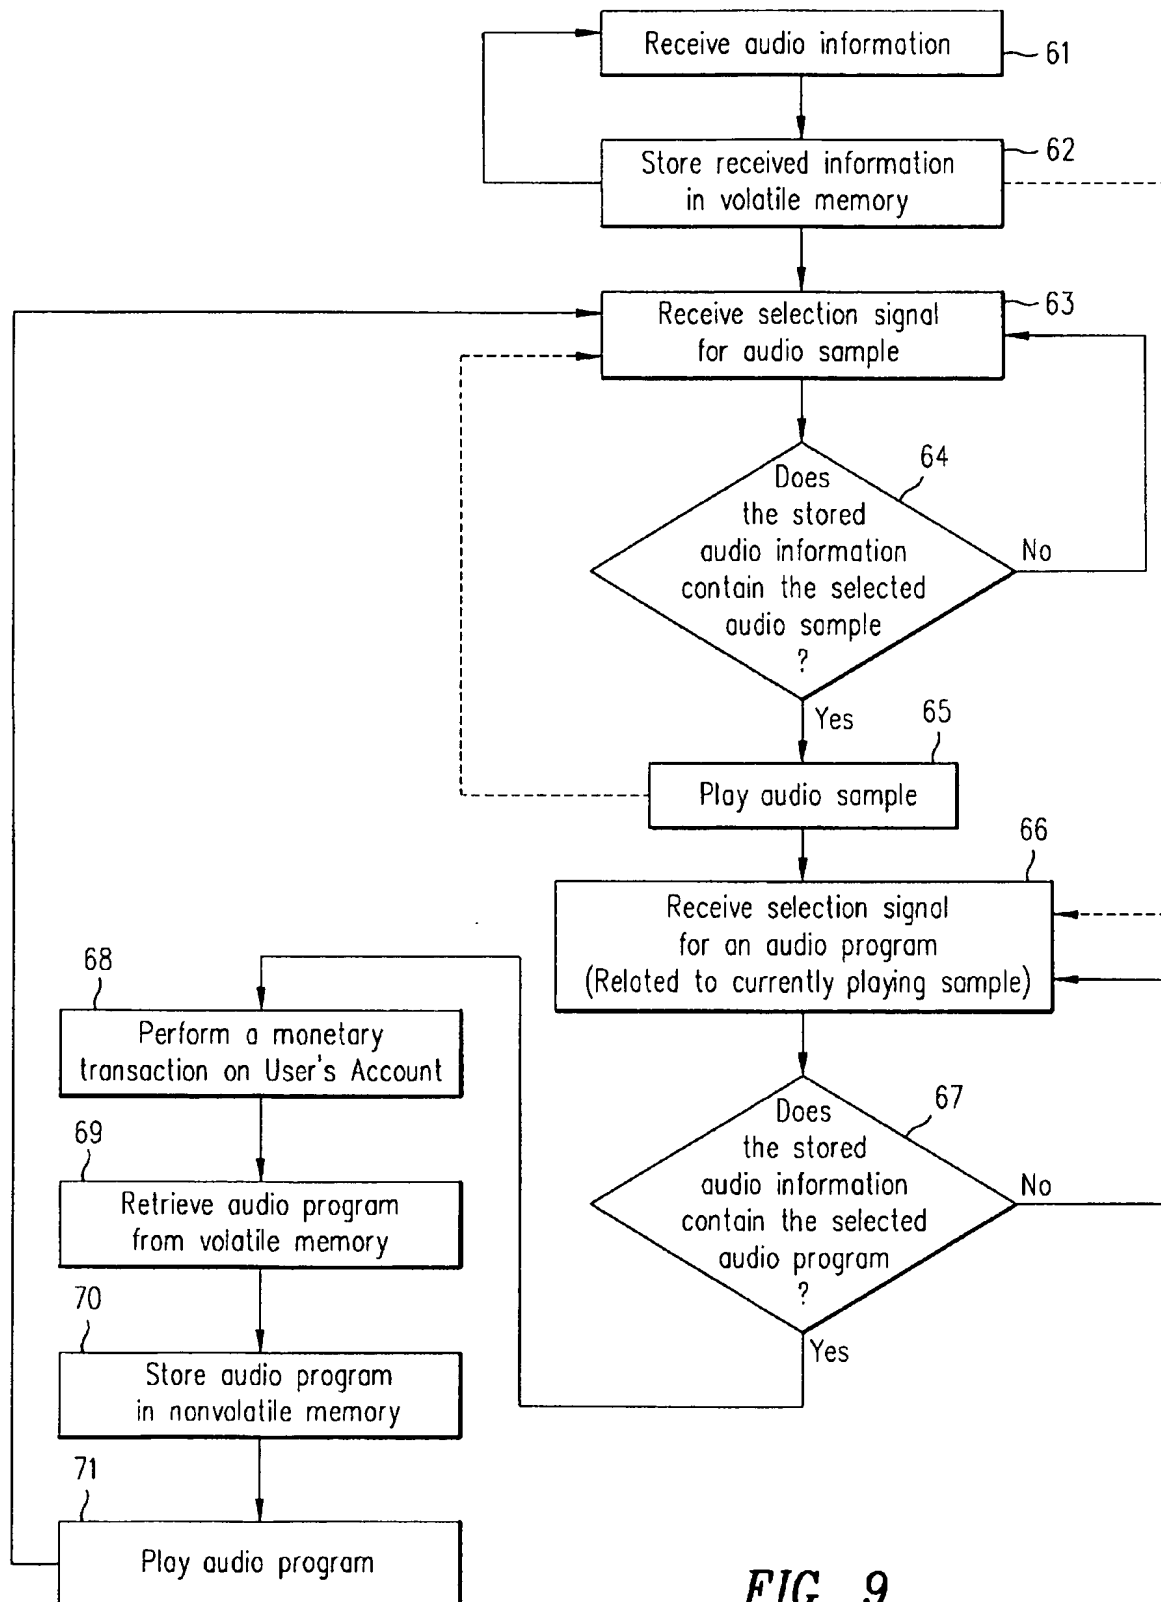 Receive audio information
61
Store received information
in volatile memory
62
Receive selection signal
for audio sample
63
Does
the stored
audio information
contain the selected
audio sample
?
64
No
Yes
65
Play audio sample
66
Receive selection signal
for an audio program
(Related to currently playing sample)
Does
the stored
audio information
contain the selected
audio program
?
67
No
Yes
68
Perform a monetary
transaction on User's Account
69
Retrieve audio program
from volatile memory
70
Store audio program
in nonvolatile memory
71
Play audio program
FIG. 9